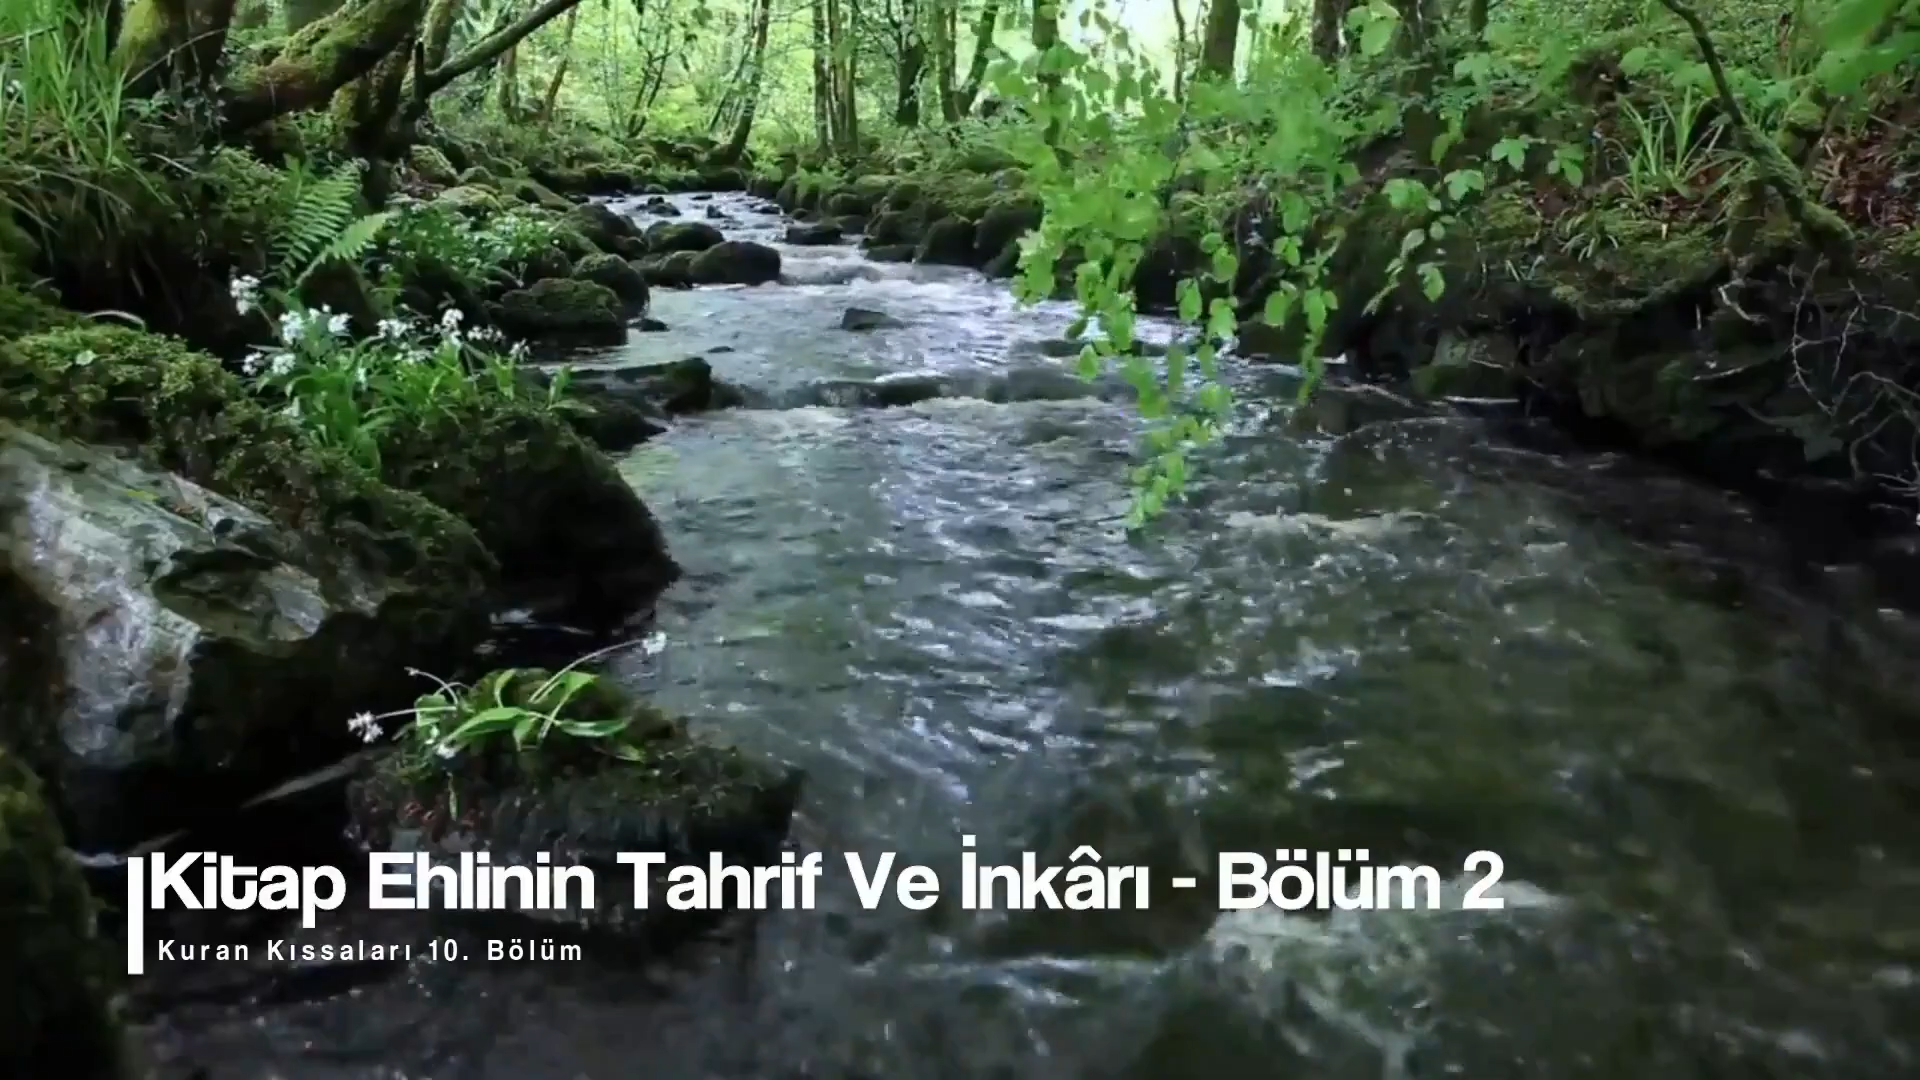 Kitap Ehlinin Tahrif Ve İnkârı - Bölüm 2
Kuran Kıssaları 10. Bölüm